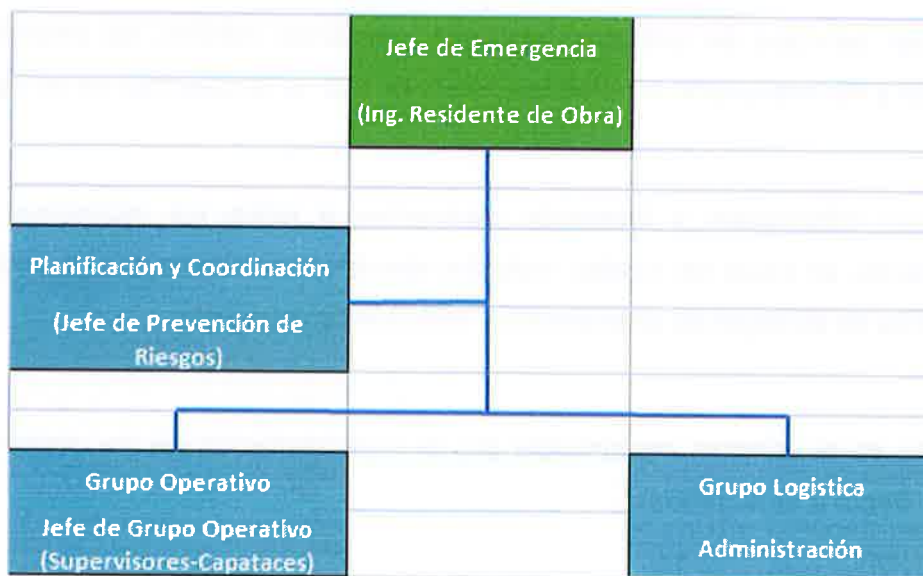 Jefe de Emergencia
(Ing. Residente de Obra)
Planificación y Coordinación
(Jefe de Prevención de
Riesgos)
Grupo Operativo
Jefe de Grupo Operativo
(Supervisores-Capataces)
Grupo Logistica
Administración